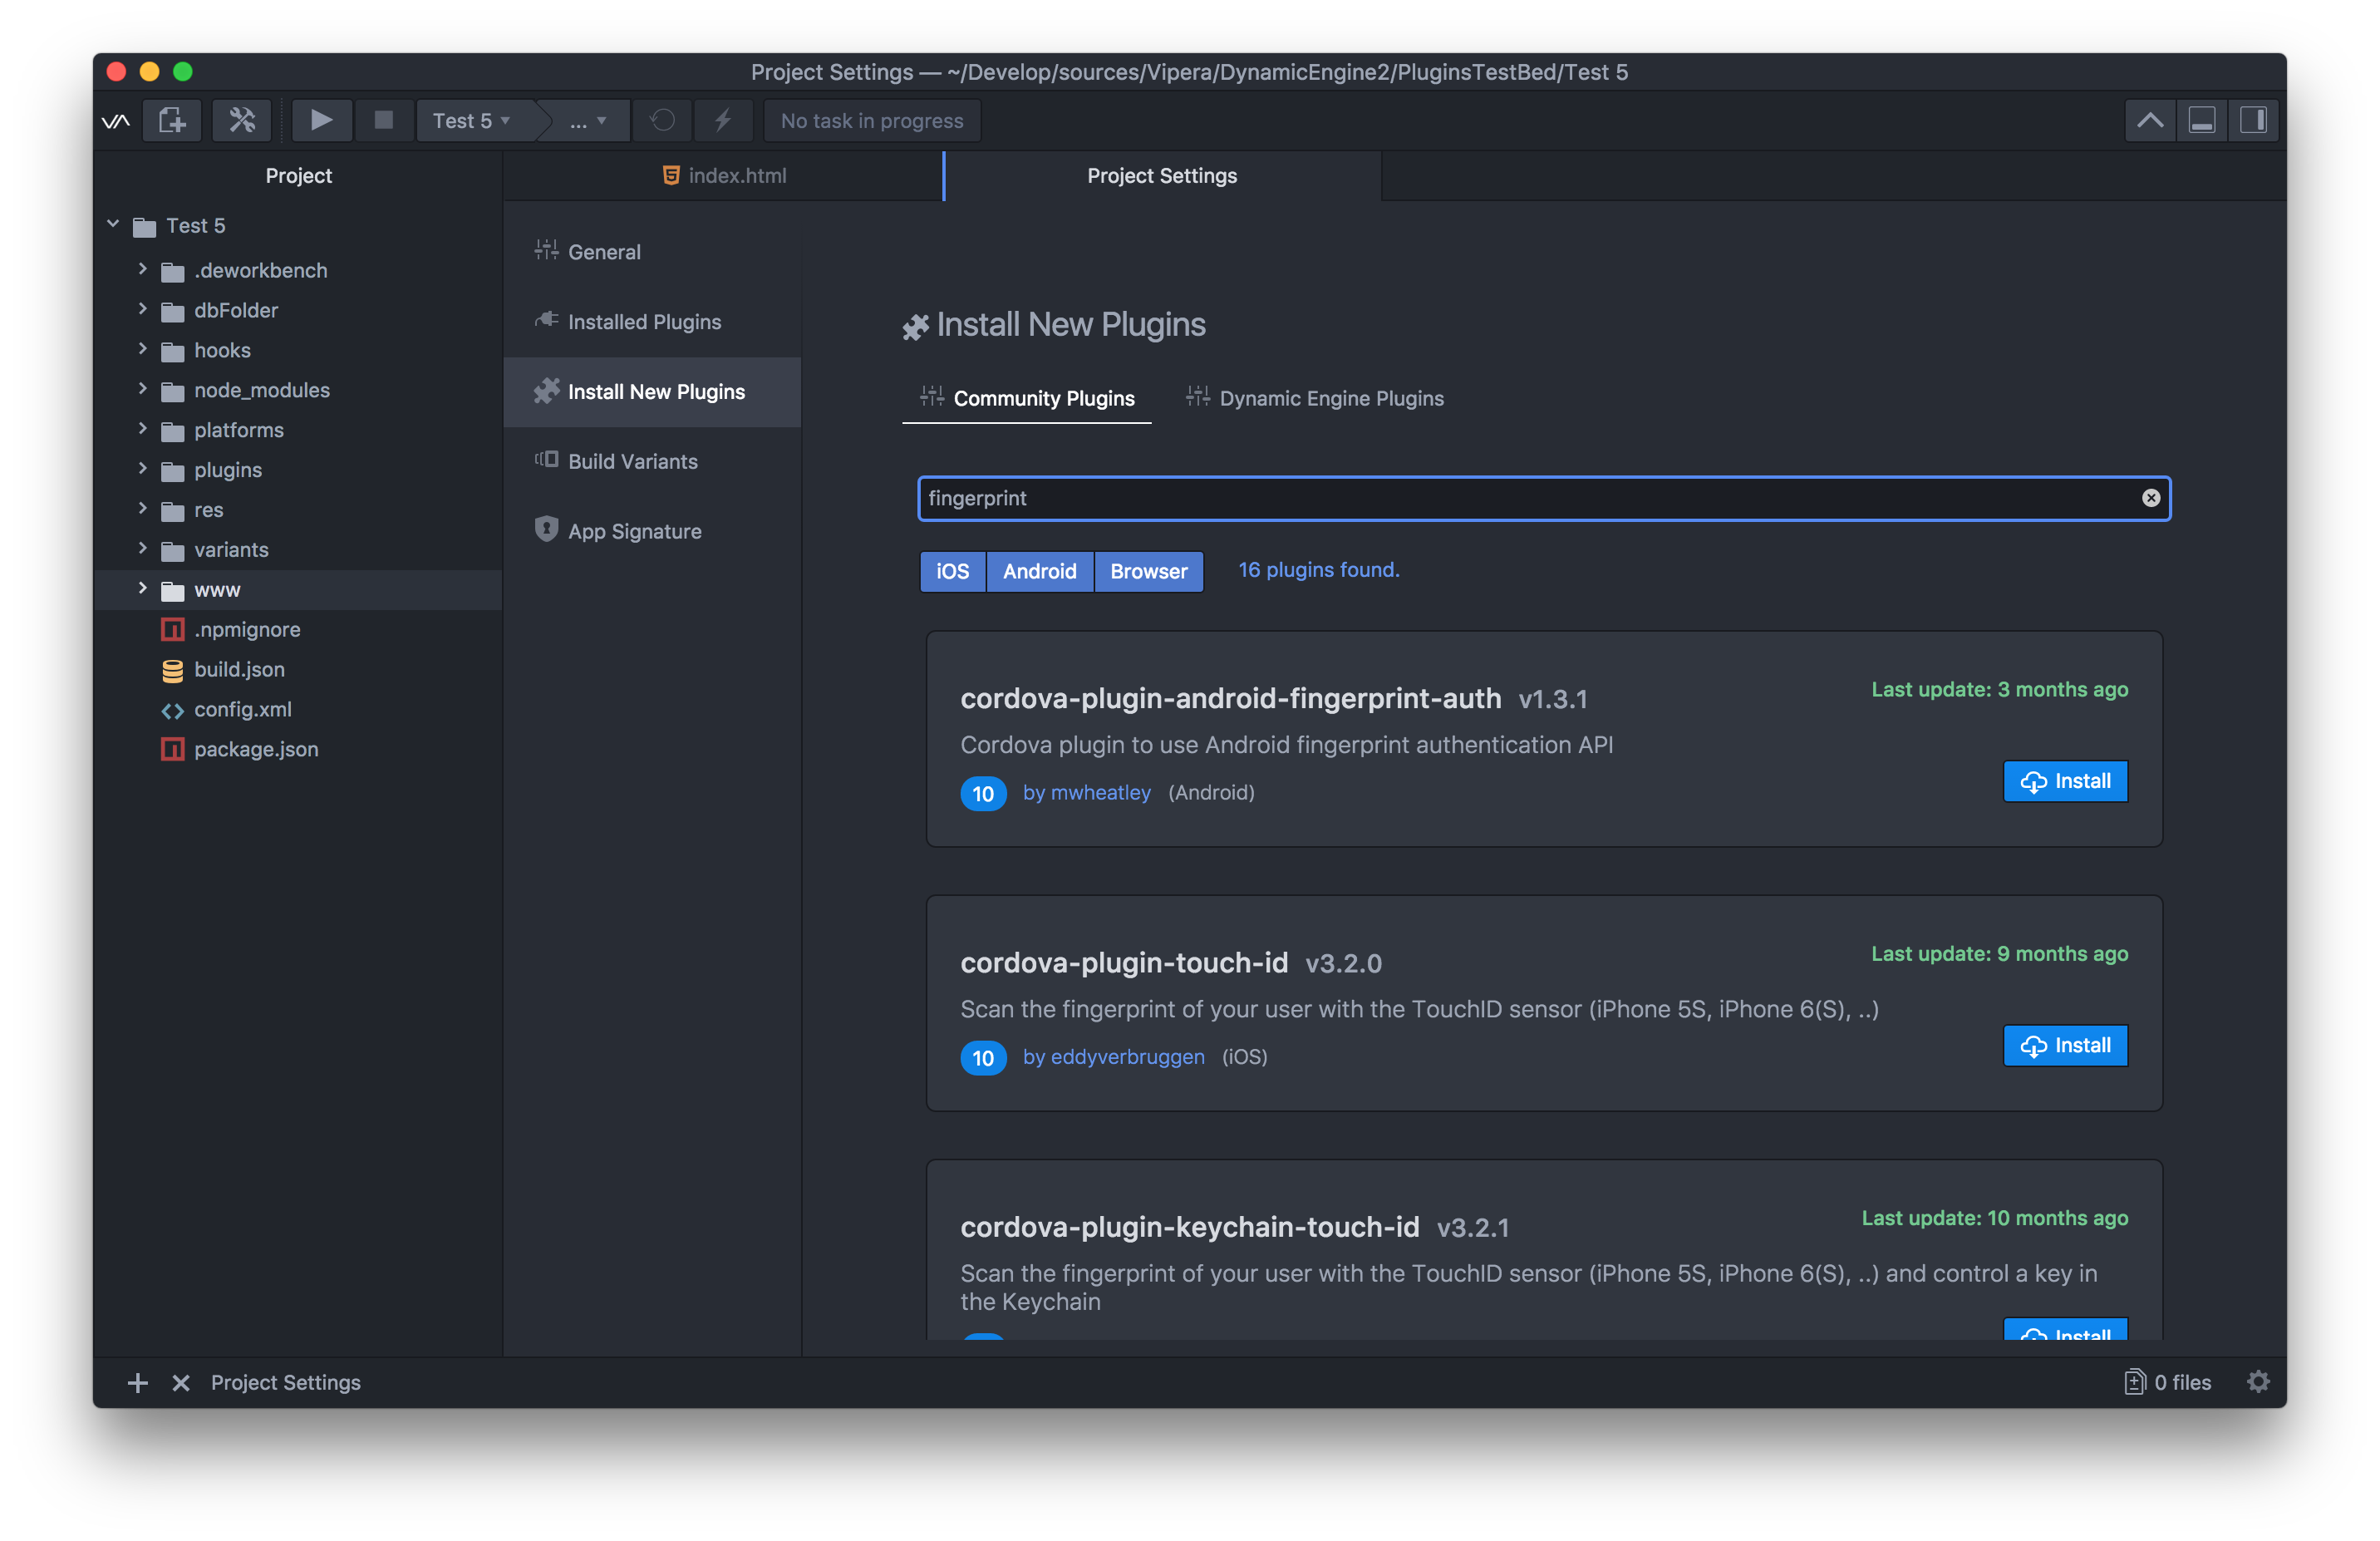 Project Settings — ~/Develop/sources/Vipera/DynamicEngine2/PluginsTestBed/Test 5
Test 5
...
No task in progress
Project
index.html
Project Settings
Test 5
.deworkbench
dbFolder
hooks
node_modules
platforms
plugins
res
variants
www
.npmignore
build.json
config.xml
package.json
General
Installed Plugins
Install New Plugins
Build Variants
App Signature
Install New Plugins
Community Plugins
Dynamic Engine Plugins
fingerprint
iOS
Android
Browser
16 plugins found.
cordova-plugin-android-fingerprint-auth v1.3.1
Last update: 3 months ago
Cordova plugin to use Android fingerprint authentication API
10 by mwheatley (Android)
Install
cordova-plugin-touch-id v3.2.0
Last update: 9 months ago
Scan the fingerprint of your user with the TouchID sensor (iPhone 5S, iPhone 6(S), ..)
10 by eddyverbruggen (iOS)
Install
cordova-plugin-keychain-touch-id v3.2.1
Last update: 10 months ago
Scan the fingerprint of your user with the TouchID sensor (iPhone 5S, iPhone 6(S), ..) and control a key in
the Keychain
Install
Project Settings
0 files